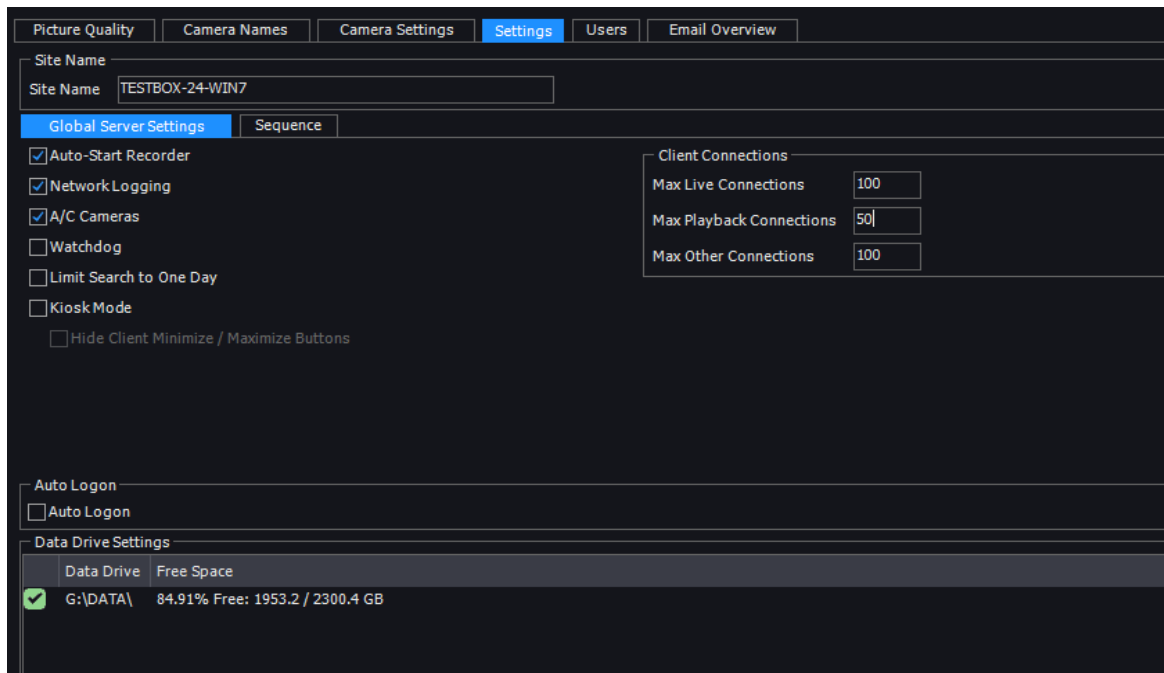 Picture Quality Camera Names Camera Settings Settings Users Email Overview
Site Name
Site Name TESTBOX-24-WIN7
Global Server Settings Sequence
Auto-Start Recorder
Network Logging
A/C Cameras
Watchdog
Limit Search to One Day
Kiosk Mode
Hide Client Minimize / Maximize Buttons
Client Connections
Max Live Connections 100
Max Playback Connections 50
Max Other Connections 100
Auto Logon
Auto Logon
Data Drive Settings
Data Drive Free Space
G:\DATA\ 84.91% Free: 1953.2 / 2300.4 GB